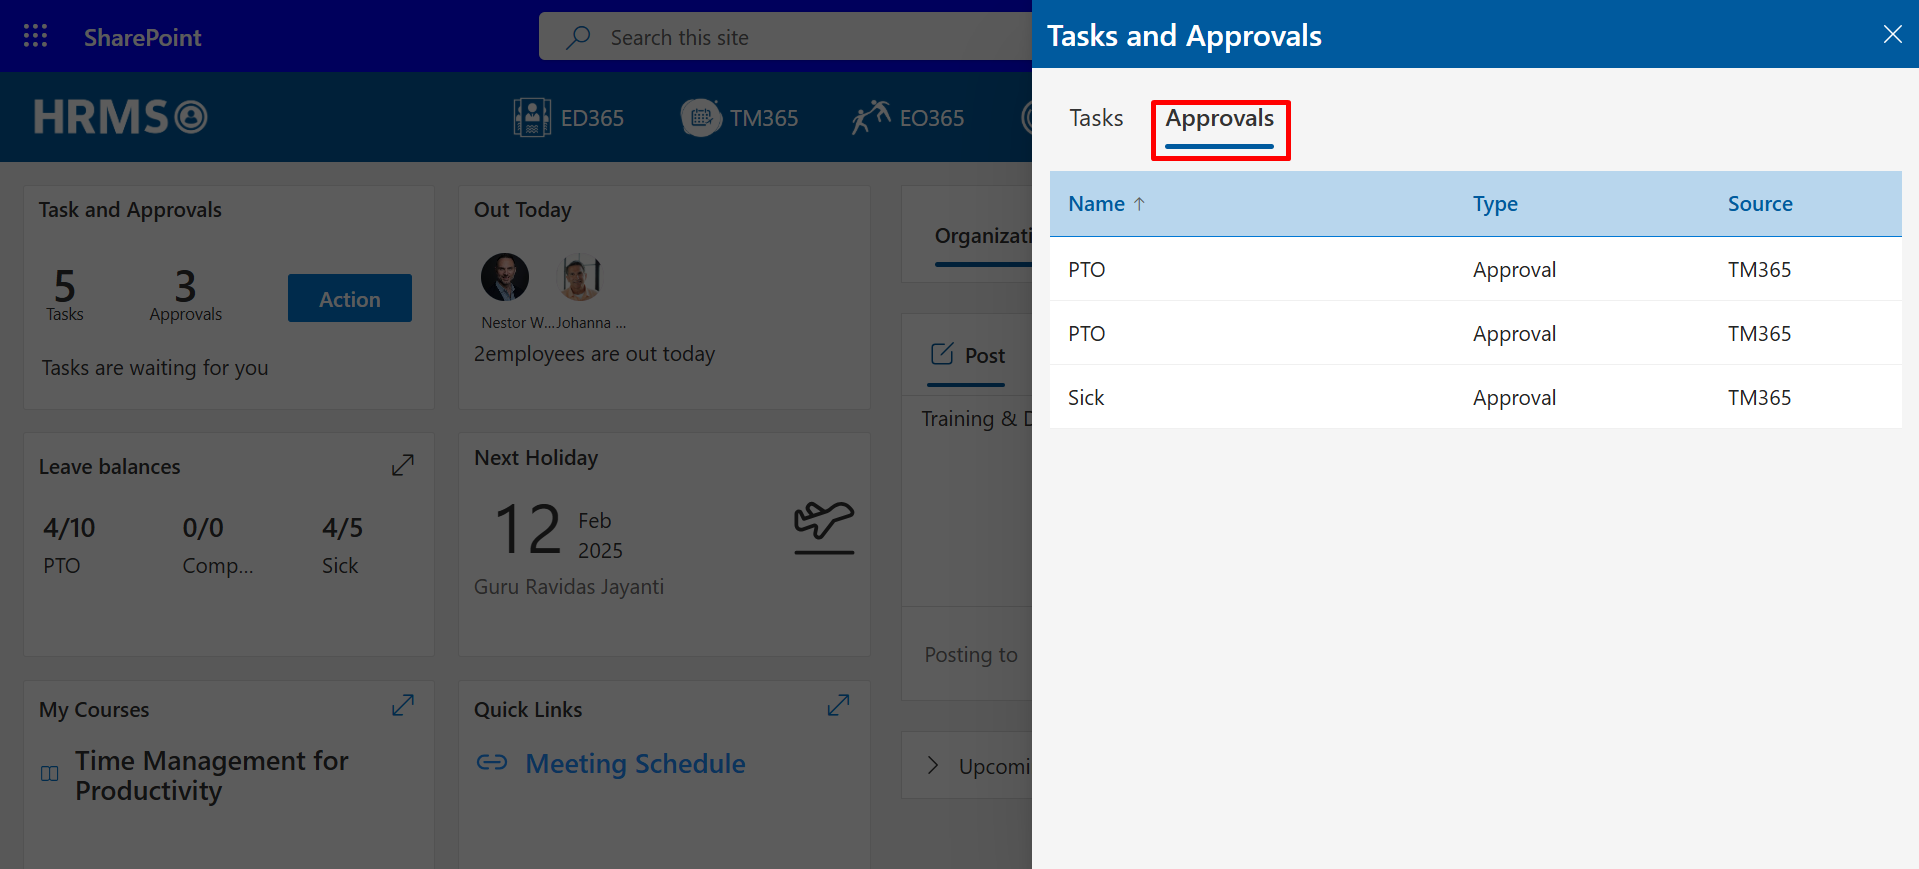 SharePoint
Search this site
HRMS
ED365
TM365
EO365
Task and Approvals
5
Tasks
3
Approvals
Action
Tasks are waiting for you
Out Today
Nestor W...
Johanna ...
2employees are out today
Leave balances
4/10
PTO
0/0
Comp...
4/5
Sick
Next Holiday
12
Feb
2025
Guru Ravidas Jayanti
My Courses
Time Management for
Productivity
Quick Links
Meeting Schedule
Organizati
Post
Training & D
Posting to
Upcomi
Tasks and Approvals
Tasks
Approvals
Name ↑ Type Source
PTO Approval TM365
PTO Approval TM365
Sick Approval TM365